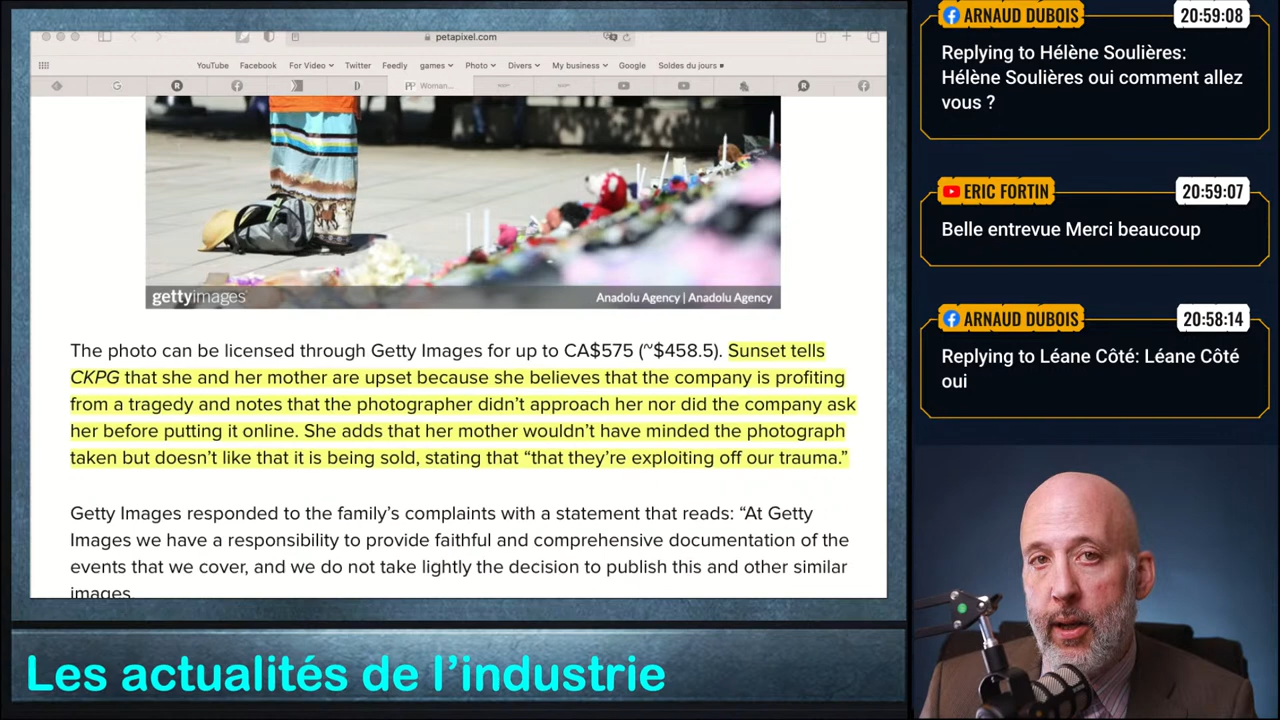 petapixel.com
YouTube Facebook For Video Twitter Feedly games Photo Divers My business Google Soldes du jours
Woman...
gettyimages
Anadolu Agency | Anadolu Agency
The photo can be licensed through Getty Images for up to CA$575 (~$458.5). Sunset tells
CKPG that she and her mother are upset because she believes that the company is profiting
from a tragedy and notes that the photographer didn’t approach her nor did the company ask
her before putting it online. She adds that her mother wouldn’t have minded the photograph
taken but doesn’t like that it is being sold, stating that “that they’re exploiting off our trauma.”
Getty Images responded to the family’s complaints with a statement that reads: “At Getty
Images we have a responsibility to provide faithful and comprehensive documentation of the
events that we cover, and we do not take lightly the decision to publish this and other similar
images
Les actualités de l’industrie
ARNAUD DUBOIS 20:59:08
Replying to Hélène Soulières:
Hélène Soulières oui comment allez
vous ?
ERIC FORTIN 20:59:07
Belle entrevue Merci beaucoup
ARNAUD DUBOIS 20:58:14
Replying to Léane Côté: Léane Côté
oui